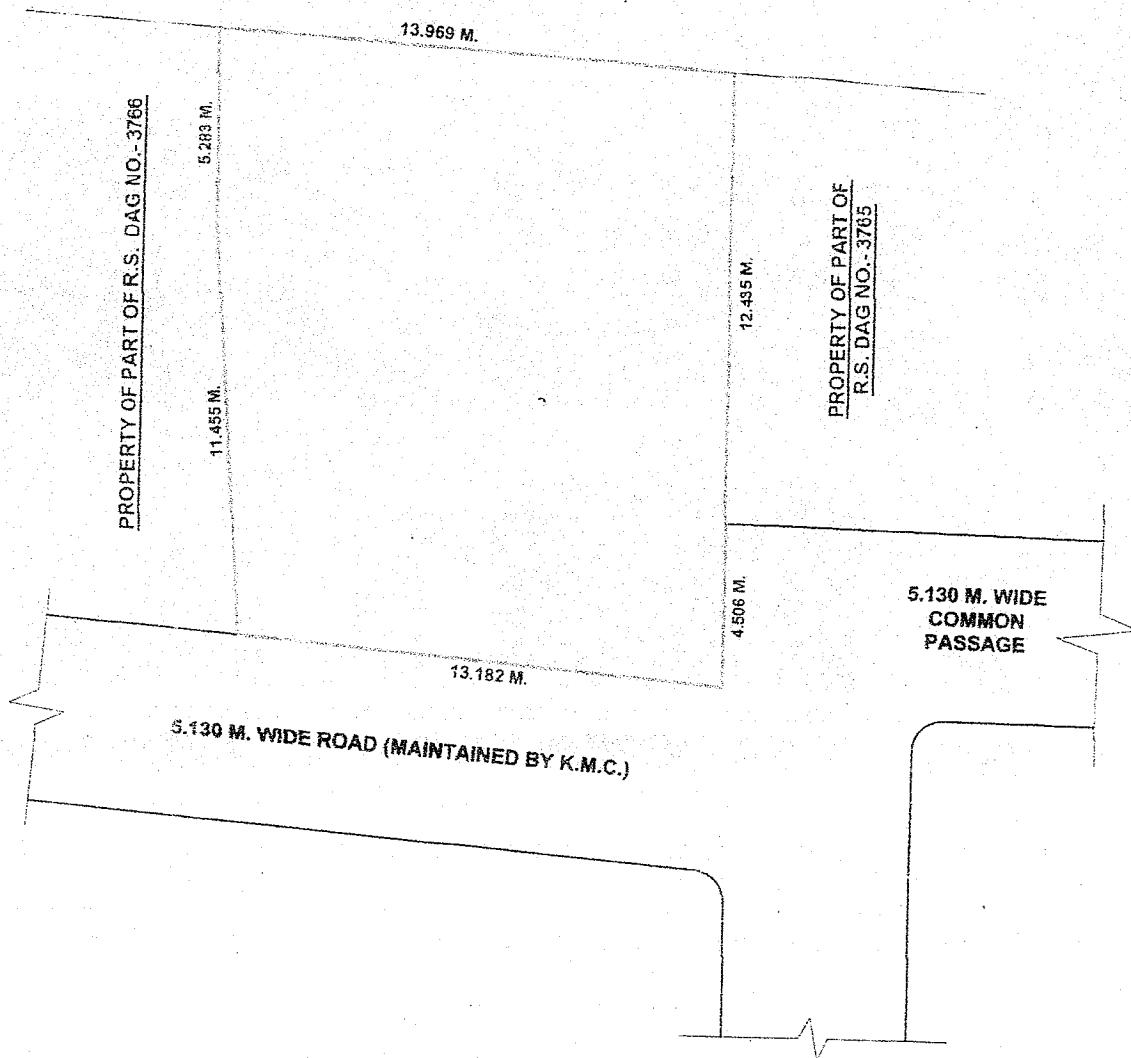 13.969 M.
PROPERTY OF PART OF R.S. DAG NO.- 3766
5.283 M.
11.455 M.
12.435 M.
PROPERTY OF PART OF
R.S. DAG NO.- 3765
4.506 M.
5.130 M. WIDE
COMMON
PASSAGE
13.182 M.
5.130 M. WIDE ROAD (MAINTAINED BY K.M.C.)